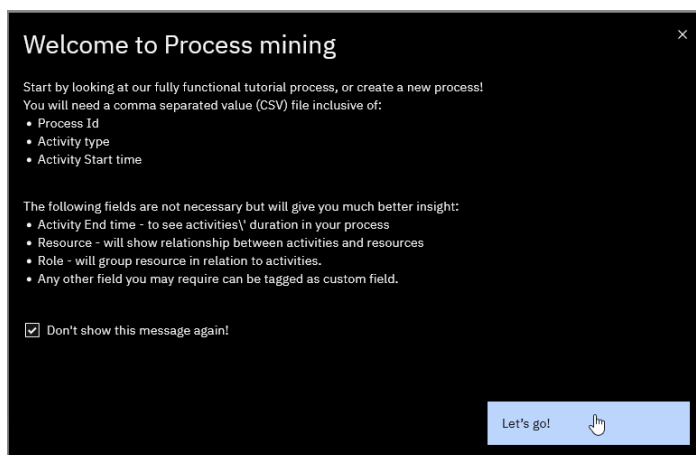 Welcome to Process mining
Start by looking at our fully functional tutorial process, or create a new process!
You will need a comma separated value (CSV) file inclusive of:
• Process Id
• Activity type
• Activity Start time
The following fields are not necessary but will give you much better insight:
• Activity End time - to see activities\' duration in your process
• Resource - will show relationship between activities and resources
• Role - will group resource in relation to activities.
• Any other field you may require can be tagged as custom field.
Don't show this message again!
Let's go!